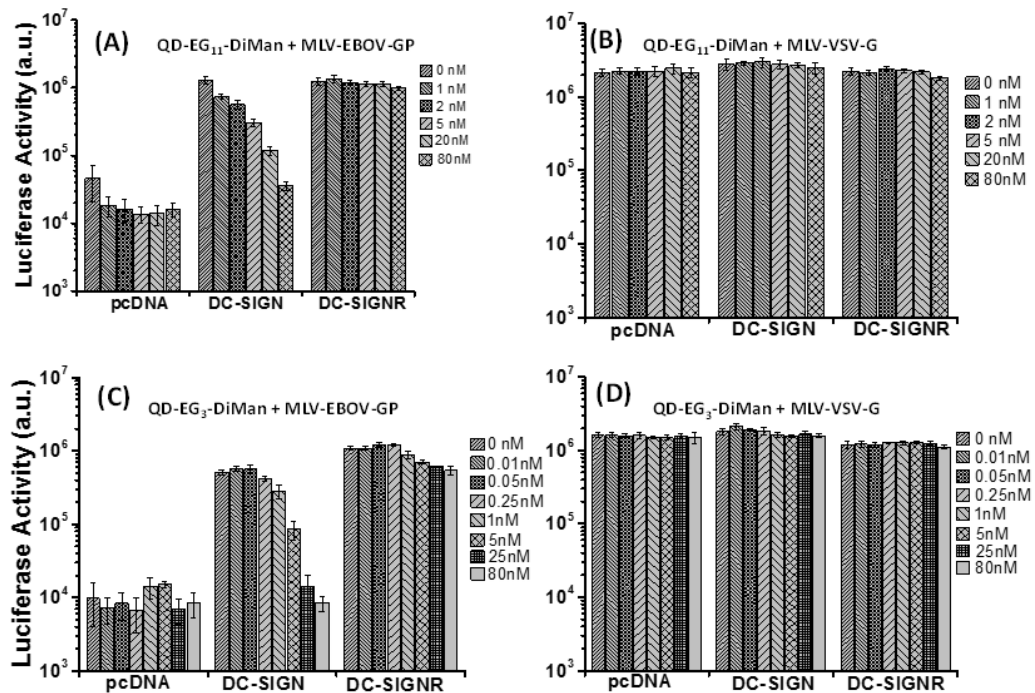 (A)
QD-EG11-DiMan + MLV-EBOV-GP
Luciferase Activity (a.u.)
10^7
10^6
10^5
10^4
10^3
pcDNA
DC-SIGN
DC-SIGNR
0 nM
1 nM
2 nM
5 nM
20nM
80nM
(B)
QD-EG11-DiMan + MLV-VSV-G
10^7
10^6
10^5
10^4
10^3
pcDNA
DC-SIGN
DC-SIGNR
0 nM
1 nM
2 nM
5 nM
20nM
80nM
(C)
QD-EG3-DiMan + MLV-EBOV-GP
Luciferase Activity (a.u.)
10^7
10^6
10^5
10^4
10^3
pcDNA
DC-SIGN
DC-SIGNR
0 nM
0.01nM
0.05nM
0.25nM
1nM
5nM
25nM
80nM
(D)
QD-EG3-DiMan + MLV-VSV-G
10^7
10^6
10^5
10^4
10^3
pcDNA
DC-SIGN
DC-SIGNR
0 nM
0.01nM
0.05nM
0.25nM
1nM
5nM
25nM
80nM